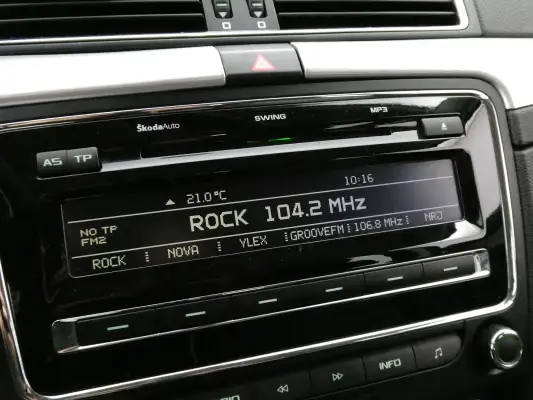 ŠkodaAuto
SWING
MP3
AS TP
▲ 21.0°C 10:16
NO TP
FM2
ROCK 104.2 MHz
ROCK NOVA YLEX GROOVEFM 106.8 MHz NRJ
INFO